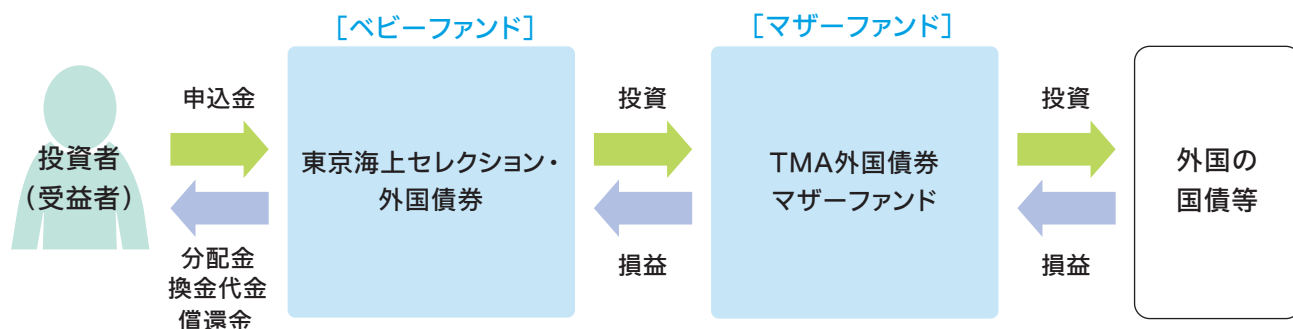 [ベビーファンド]
[マザーファンド]
投資者
(受益者)
申込金
分配金
換金代金
償還金
東京海上セレクション・
外国債券
投資
損益
TMA外国債券
マザーファンド
投資
損益
外国の
国債等